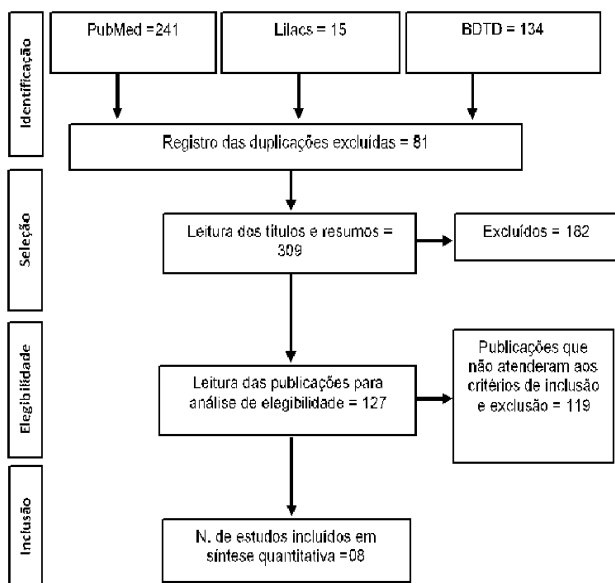 Identificação
PubMed =241
Lilacs = 15
BDTD = 134
Registro das duplicações excluídas = 81
Seleção
Leitura dos títulos e resumos =
309
Excluídos = 182
Elegibilidade
Leitura das publicações para
análise de elegibilidade = 127
Publicações que
não atenderam aos
critérios de inclusão
e exclusão = 119
Inclusão
N. de estudos incluídos em
síntese quantitativa =08